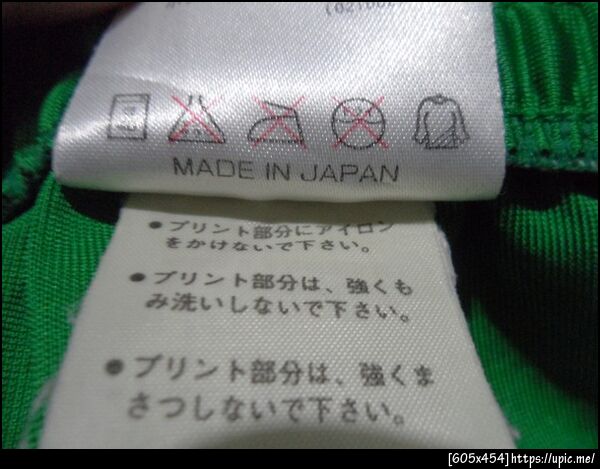 MADE IN JAPAN
●プリント部分にアイロン
をかけないで下さい。
●プリント部分は、強くも
み洗いしないで下さい。
●プリント部分は、強くま
さつしないで下さい。
[605x454]https://upic.me/